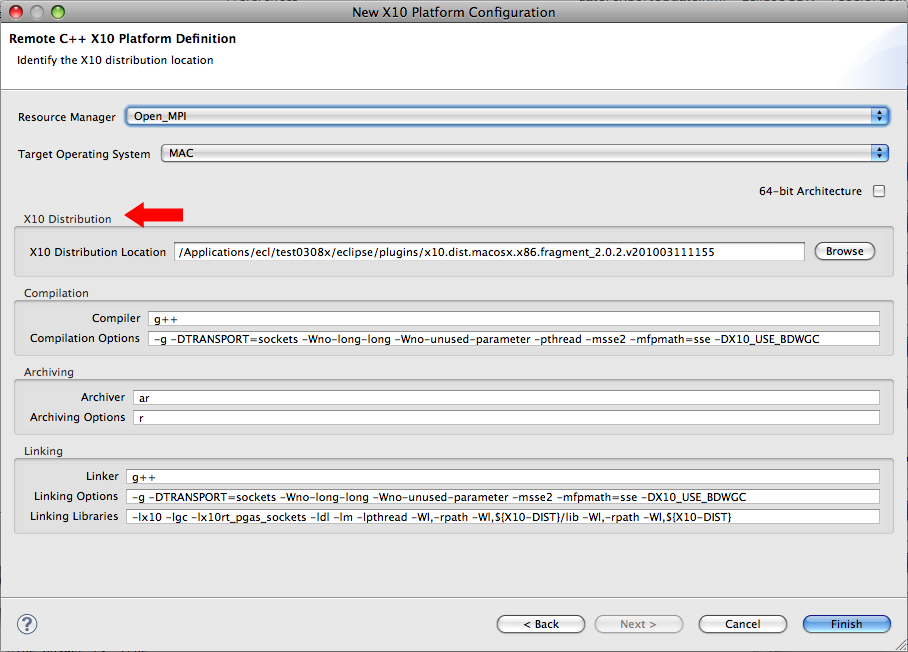 New X10 Platform Configuration
Remote C++ X10 Platform Definition
Identify the X10 distribution location
Resource Manager Open_MPI
Target Operating System MAC
64-bit Architecture
X10 Distribution
X10 Distribution Location /Applications/ecl/test0308x/eclipse/plugins/x10.dist.macosx.x86.fragment_2.0.2.v201003111155 Browse
Compilation
Compiler g++
Compilation Options -g -DTRANSPORT=sockets -Wno-long-long -Wno-unused-parameter -pthread -msse2 -mfpmath=sse -DX10_USE_BDWGC
Archiving
Archiver ar
Archiving Options r
Linking
Linker g++
Linking Options -g -DTRANSPORT=sockets -Wno-long-long -Wno-unused-parameter -msse2 -mfpmath=sse -DX10_USE_BDWGC
Linking Libraries -lx10 -lgc -lx10rt_pgas_sockets -ldl -lm -lpthread -Wl,-rpath -Wl,${X10-DIST}/lib -Wl,-rpath -Wl,${X10-DIST}
? < Back Next > Cancel Finish